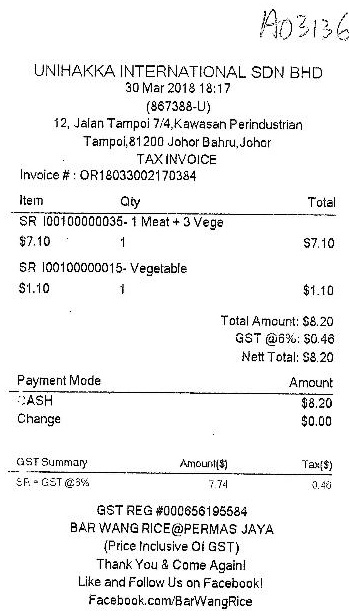 A03136
UNIHAKKA INTERNATIONAL SDN BHD
30 Mar 2018 18:17
(867388-U)
12, Jalan Tampoi 7/4,Kawasan Perindustrian
Tampoi,81200 Johor Bahru,Johor
TAX INVOICE
Invoice # : OR18033002170384
Item Qty Total
SR I00100000035- 1 Meat + 3 Vege
$7.10 1 $7.10
SR I00100000015- Vegetable
$1.10 1 $1.10
Total Amount: $8.20
GST @6%: $0.46
Nett Total: $8.20
Payment Mode Amount
CASH $8.20
Change $0.00
GST Summary Amount($) Tax($)
SR = GST @6% 7.74 0.46
GST REG #000656195584
BAR WANG RICE@PERMAS JAYA
(Price Inclusive Of GST)
Thank You & Come Again!
Like and Follow Us on Facebook!
Facebook.com/BarWangRice